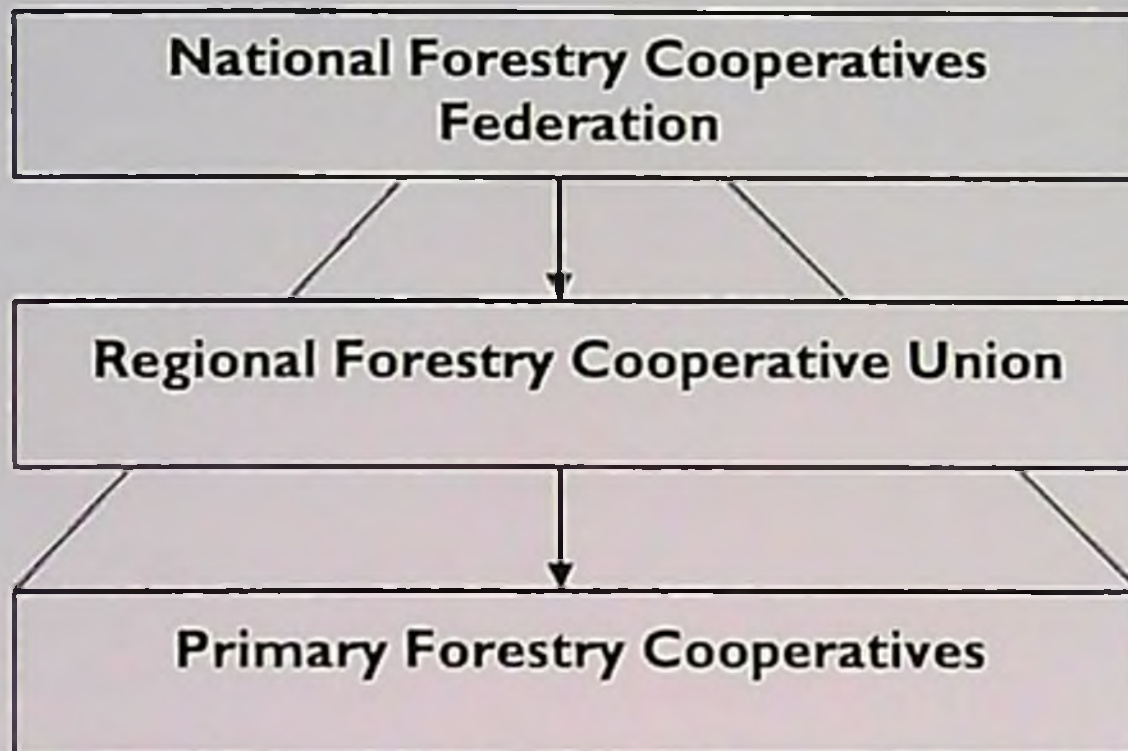 National Forestry Cooperatives
Federation
Regional Forestry Cooperative Union
Primary Forestry Cooperatives